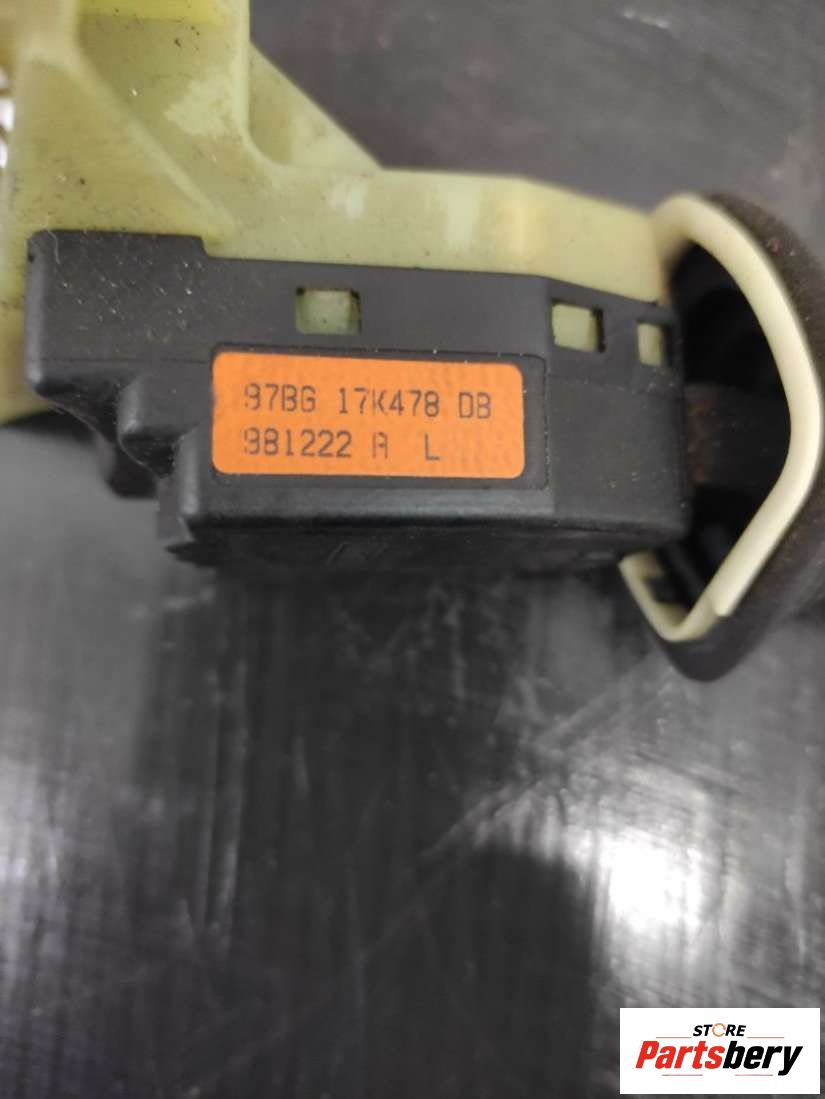 97BG 17K478 DB
981222 A L
STORE
Partsbery